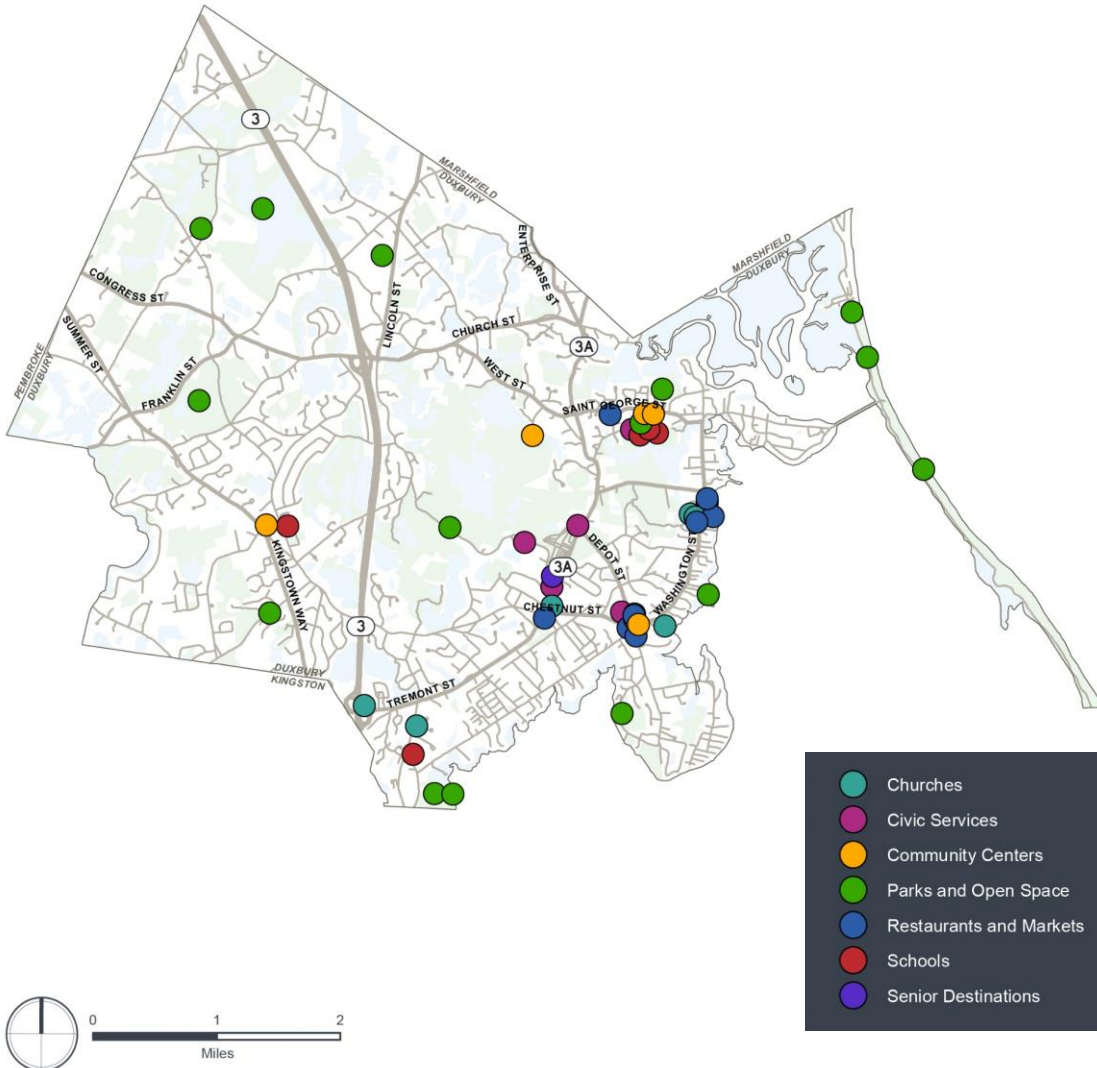 3
MARSHFIELD
DUXBURY
ENTERPRISE ST
MARSHFIELD
DUXBURY
CONGRESS ST
LINCOLN ST
SUMMER ST
CHURCH ST
3A
PEMBROKE
DUXBURY
FRANKLIN ST
WEST ST
SAINT GEORGE ST
KINGSTOWN WAY
DEPOT ST
3A
WASHINGTON ST
CHESTNUT ST
3
DUXBURY
KINGSTON
TREMONT ST
Churches
Civic Services
Community Centers
Parks and Open Space
Restaurants and Markets
Schools
Senior Destinations
0 1 2
Miles